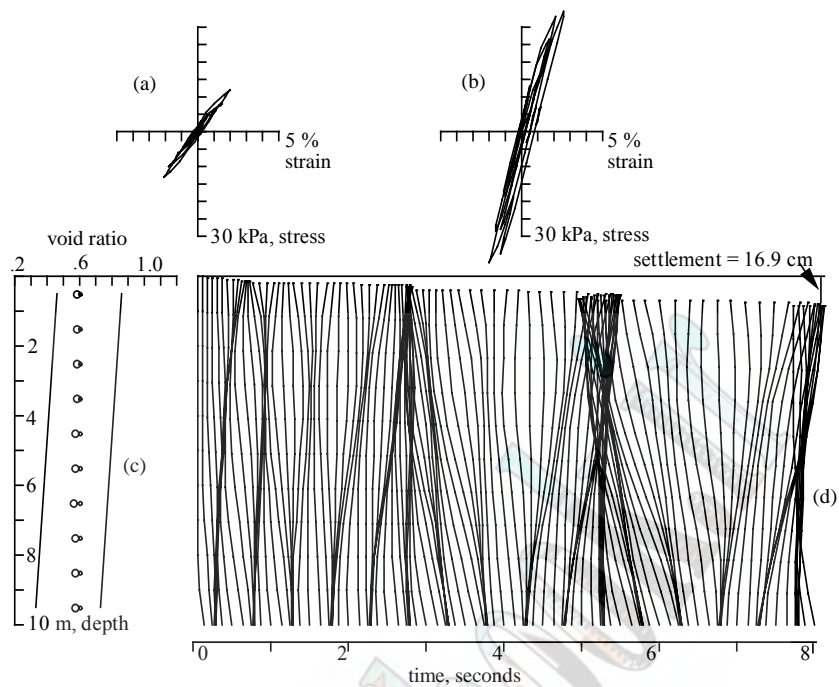 (a)
5 %
strain
30 kPa, stress
(b)
5 %
strain
30 kPa, stress
void ratio
.2 .6 1.0
settlement = 16.9 cm
2
4
6
8
10 m, depth
(c)
(d)
0 2 4 6 8
time, seconds